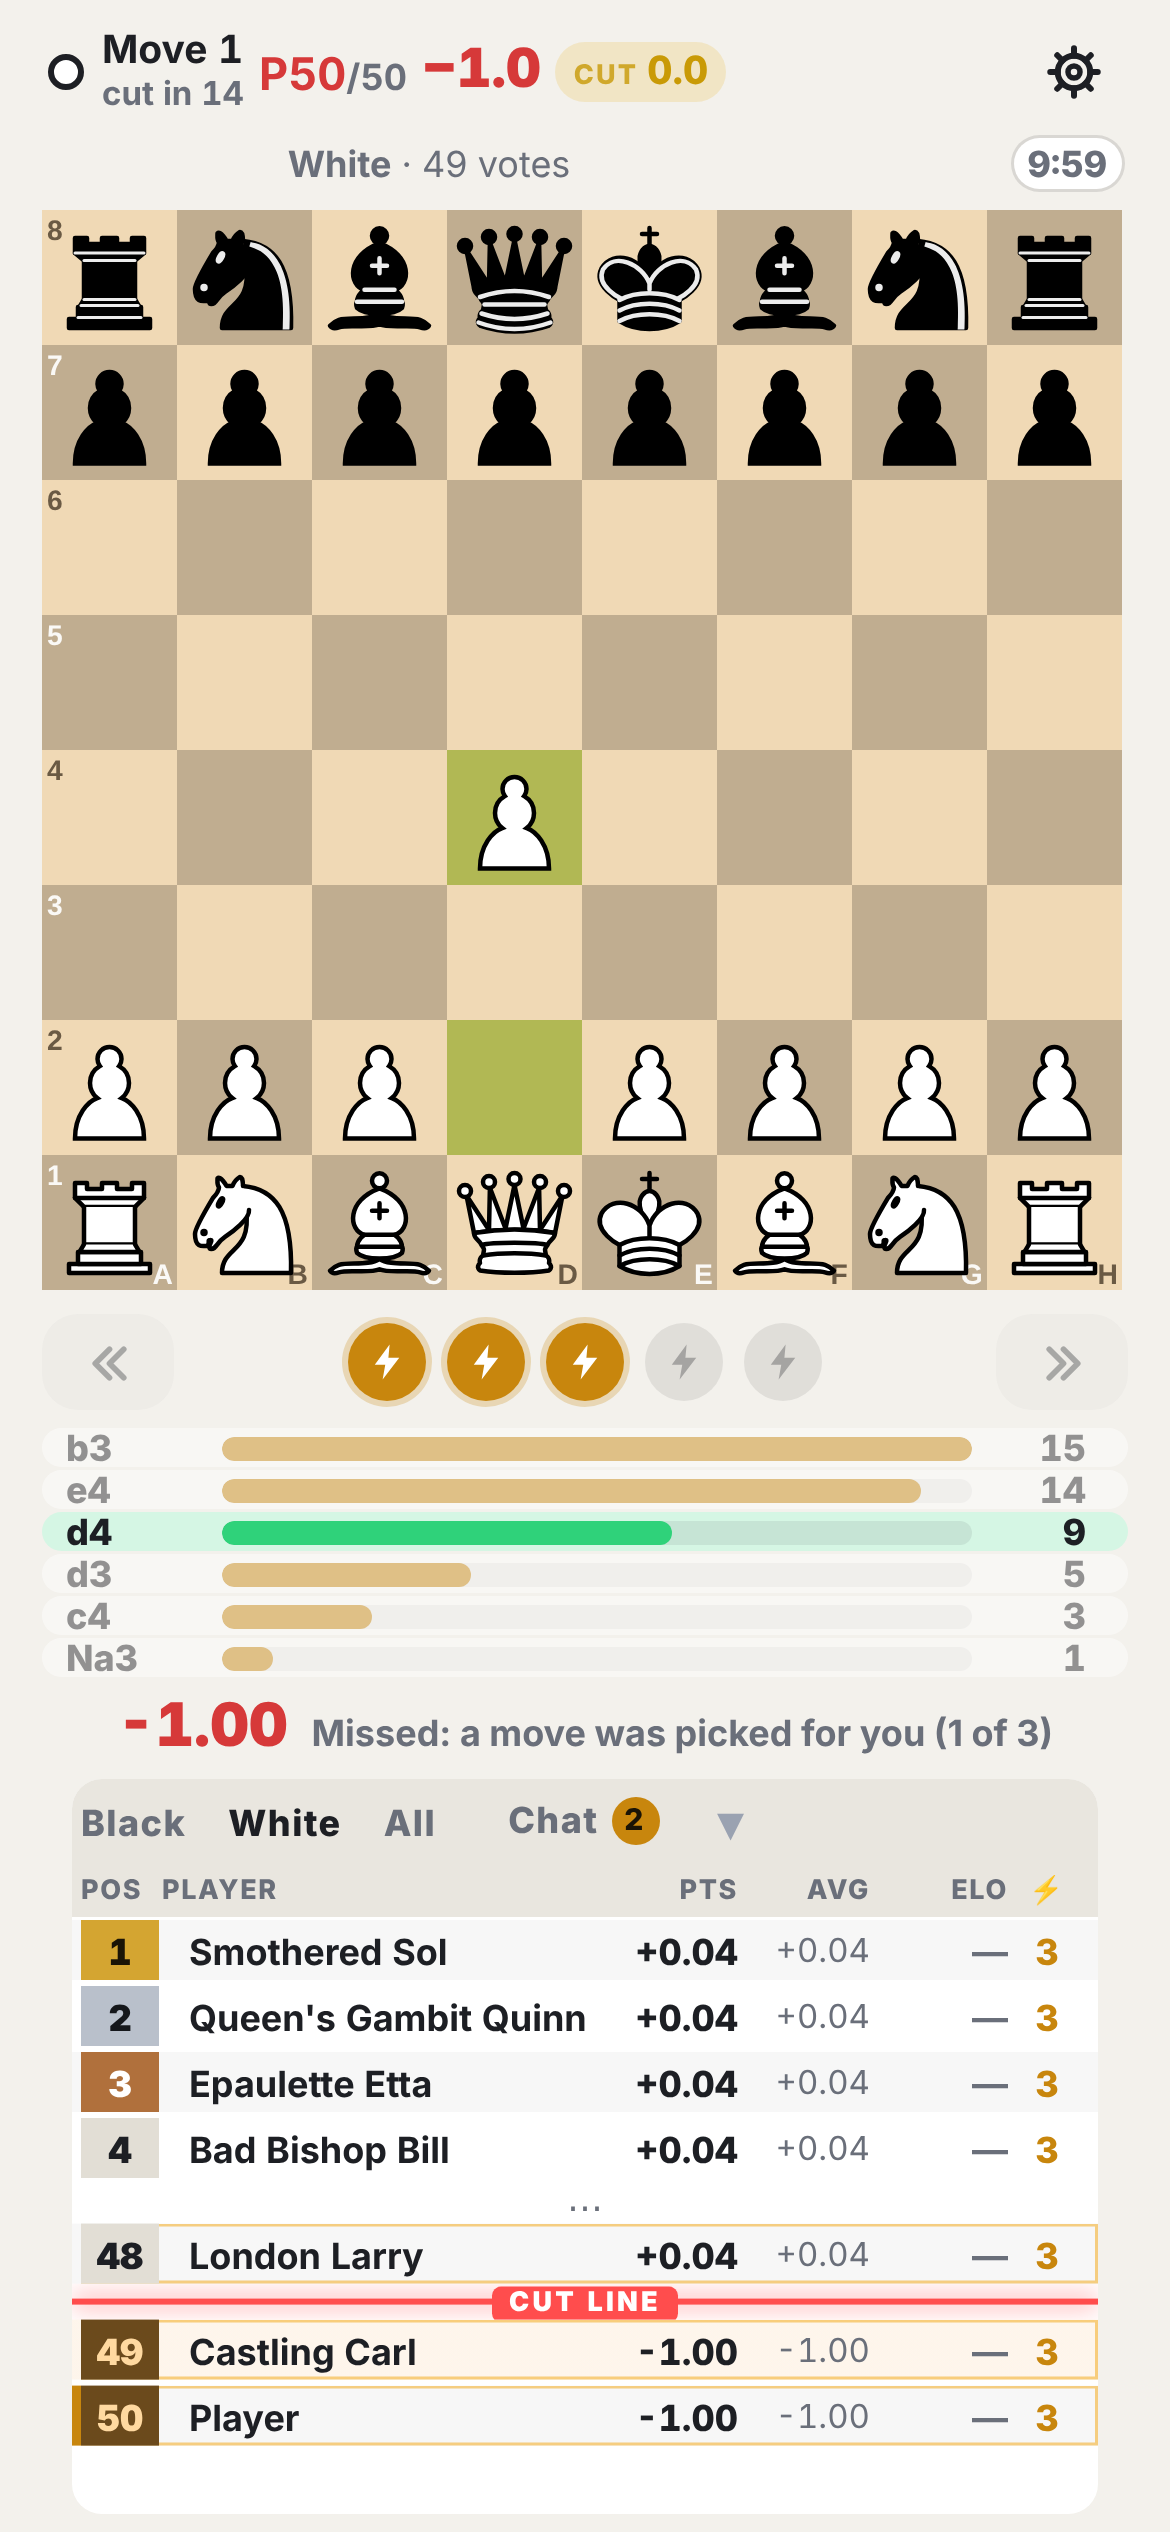 Move 1
cut in 14
P50/50 −1.0 CUT 0.0
White · 49 votes
9:59
8
7
6
5
4
3
2
1
A B C D E F G H
b3 15
e4 14
d4 9
d3 5
c4 3
Na3 1
-1.00 Missed: a move was picked for you (1 of 3)
Black White All Chat 2 ▼
POS PLAYER PTS AVG ELO ⚡
1 Smothered Sol +0.04 +0.04 — 3
2 Queen's Gambit Quinn +0.04 +0.04 — 3
3 Epaulette Etta +0.04 +0.04 — 3
4 Bad Bishop Bill +0.04 +0.04 — 3
...
48 London Larry +0.04 +0.04 — 3
CUT LINE
49 Castling Carl -1.00 -1.00 — 3
50 Player -1.00 -1.00 — 3